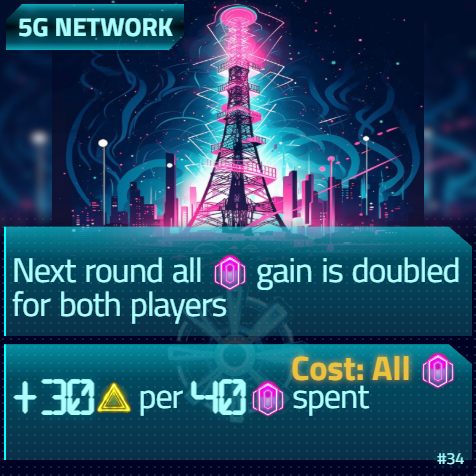 5G NETWORK
Next round all gain is doubled
for both players
Cost: All
+30 per 40 spent
#34